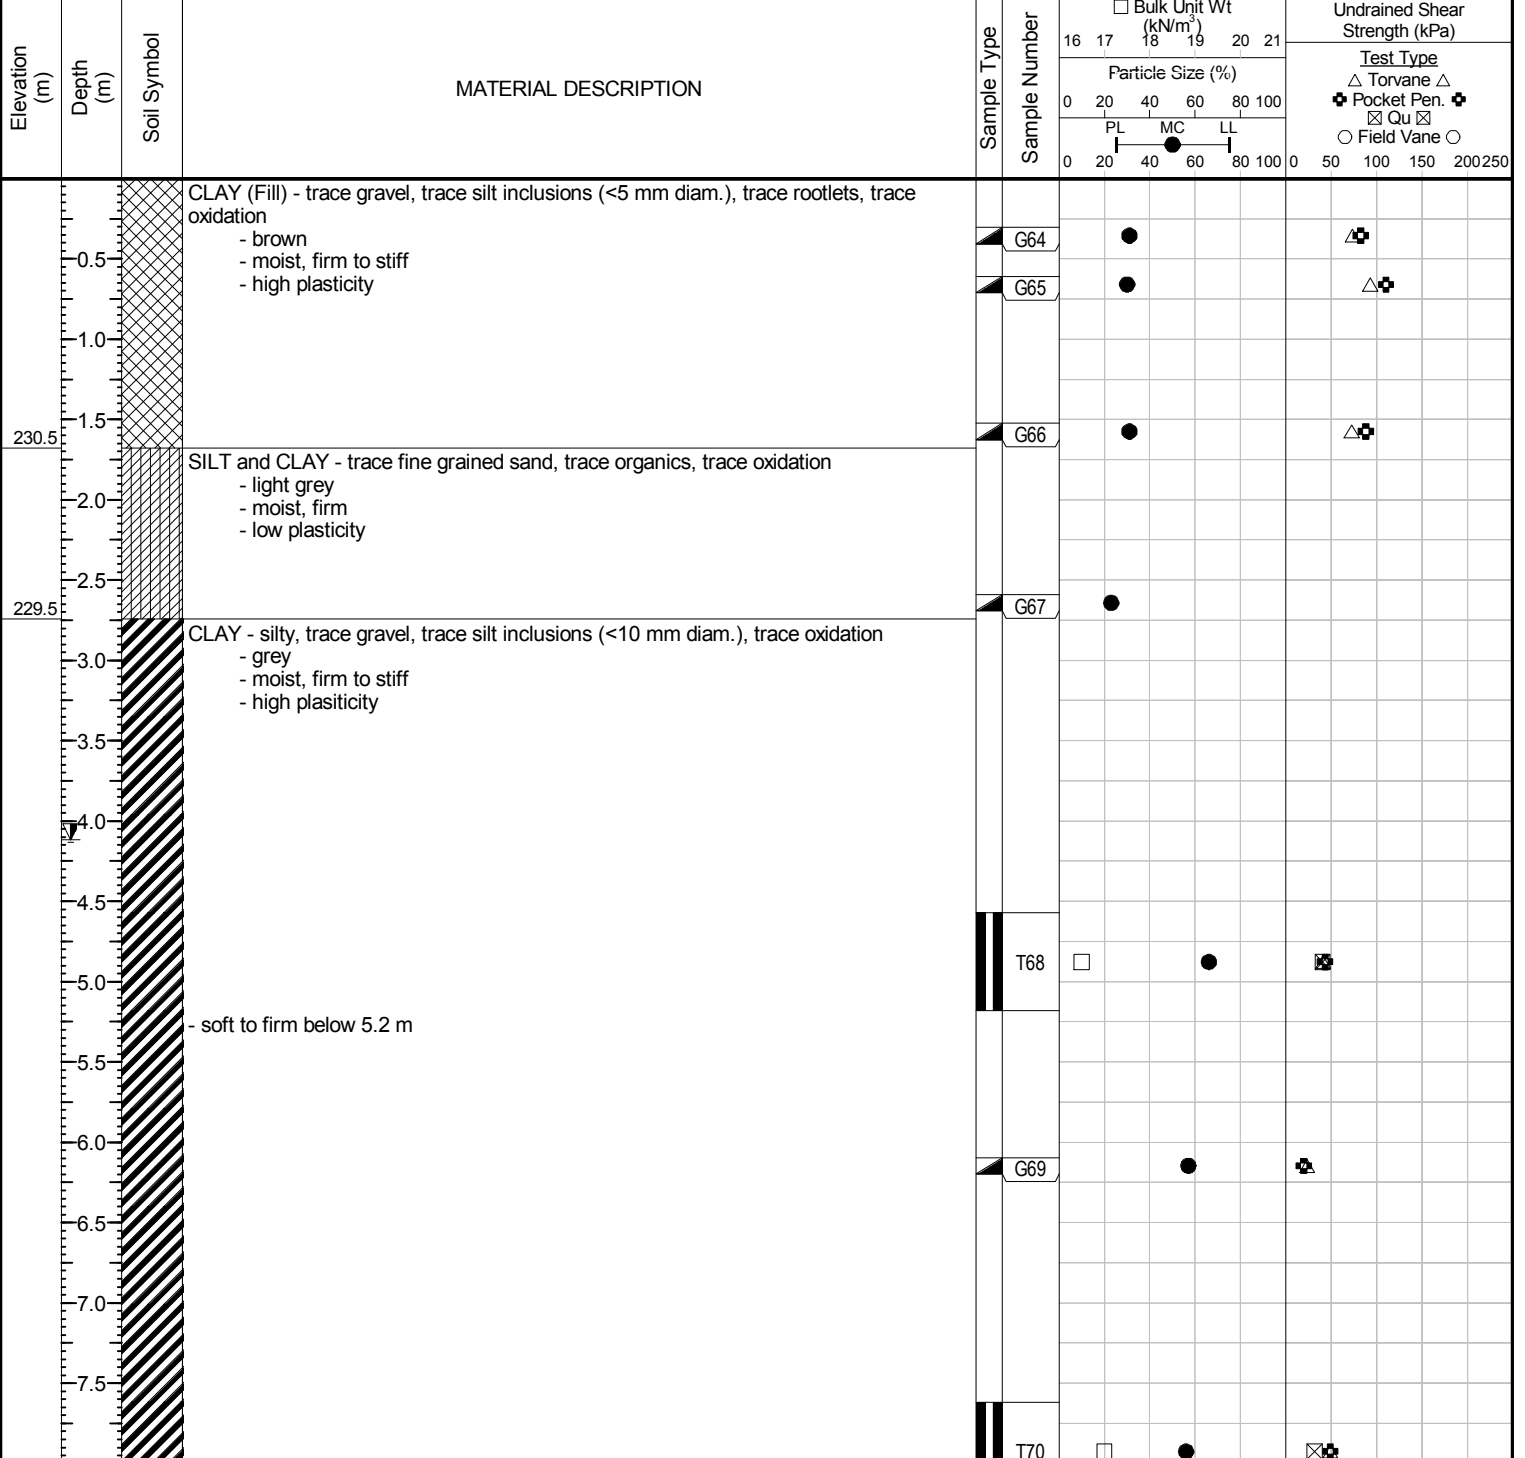 Elevation
(m)
Depth
(m)
Soil Symbol
MATERIAL DESCRIPTION
Sample Type
Sample Number
Bulk Unit Wt
(kN/m3)
16 17 18 19 20 21
Particle Size (%)
0 20 40 60 80 100
PL MC LL
0 20 40 60 80 100
Undrained Shear
Strength (kPa)
Test Type
Torvane
Pocket Pen.
Qu
Field Vane
0 50 100 150 200 250
CLAY (Fill) - trace gravel, trace silt inclusions (<5 mm diam.), trace rootlets, trace
oxidation
- brown
G64
0.5
- moist, firm to stiff
- high plasticity
G65
1.0
1.5
G66
230.5
SILT and CLAY - trace fine grained sand, trace organics, trace oxidation
- light grey
2.0
- moist, firm
- low plasticity
2.5
229.5
G67
CLAY - silty, trace gravel, trace silt inclusions (<10 mm diam.), trace oxidation
- grey
3.0
- moist, firm to stiff
- high plasiticity
3.5
4.0
4.5
T68
5.0
- soft to firm below 5.2 m
5.5
6.0
G69
6.5
7.0
7.5
T70